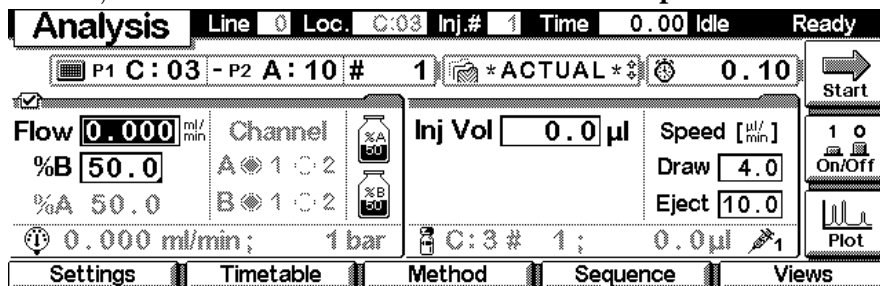 Analysis Line 0 Loc. C:03 Inj.# 1 Time 0.00 Idle Ready
P1 C:03 - P2 A:10 # 1 *ACTUAL* 0.10
Start
Flow 0.000 ml/min Channel %A 50 Inj Vol 0.0 µl Speed [µl/min] 1 0
%B 50.0 A 1 2 Draw 4.0 On/Off
%A 50.0 B 1 2 %B 50 Eject 10.0
0.000 ml/min; 1 bar C:3# 1; 0.0µl 1 Plot
Settings Timetable Method Sequence Views